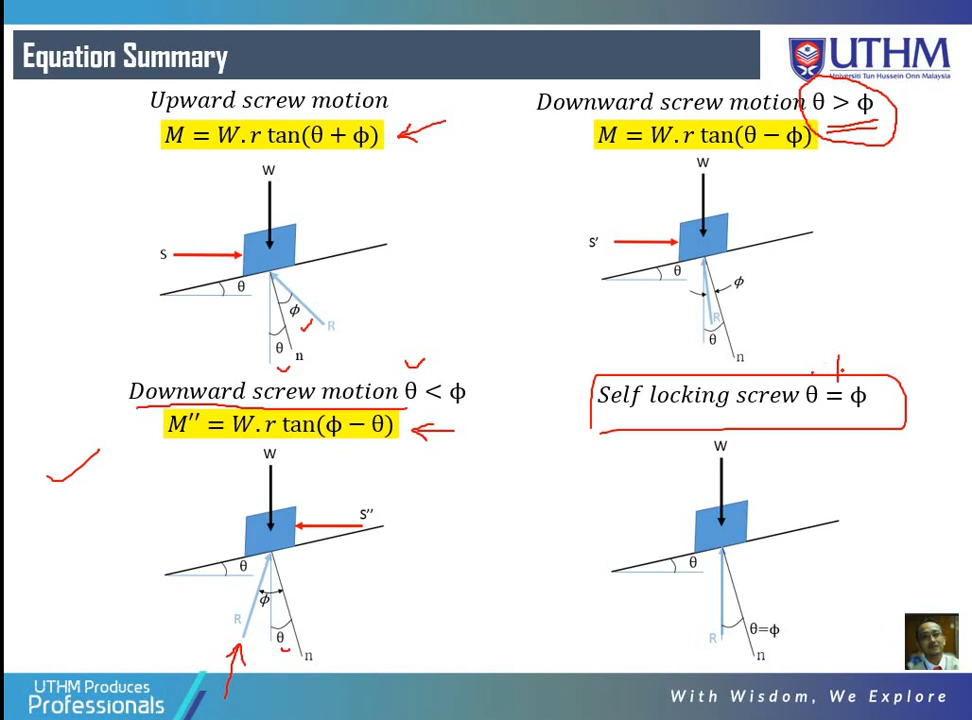 Equation Summary
UTHM
Universiti Tun Hussein Onn Malaysia
Upward screw motion
M = W.r tan(θ + ϕ)
W
S
θ
ϕ
R
θ
n
Downward screw motion θ > ϕ
M = W.r tan(θ − ϕ)
W
S'
θ
ϕ
R
θ
n
Downward screw motion θ < ϕ
M'' = W.r tan(ϕ − θ)
W
S''
θ
ϕ
R
θ
n
Self locking screw θ = ϕ
W
θ
R
θ=ϕ
n
UTHM Produces
Professionals
With Wisdom, We Explore